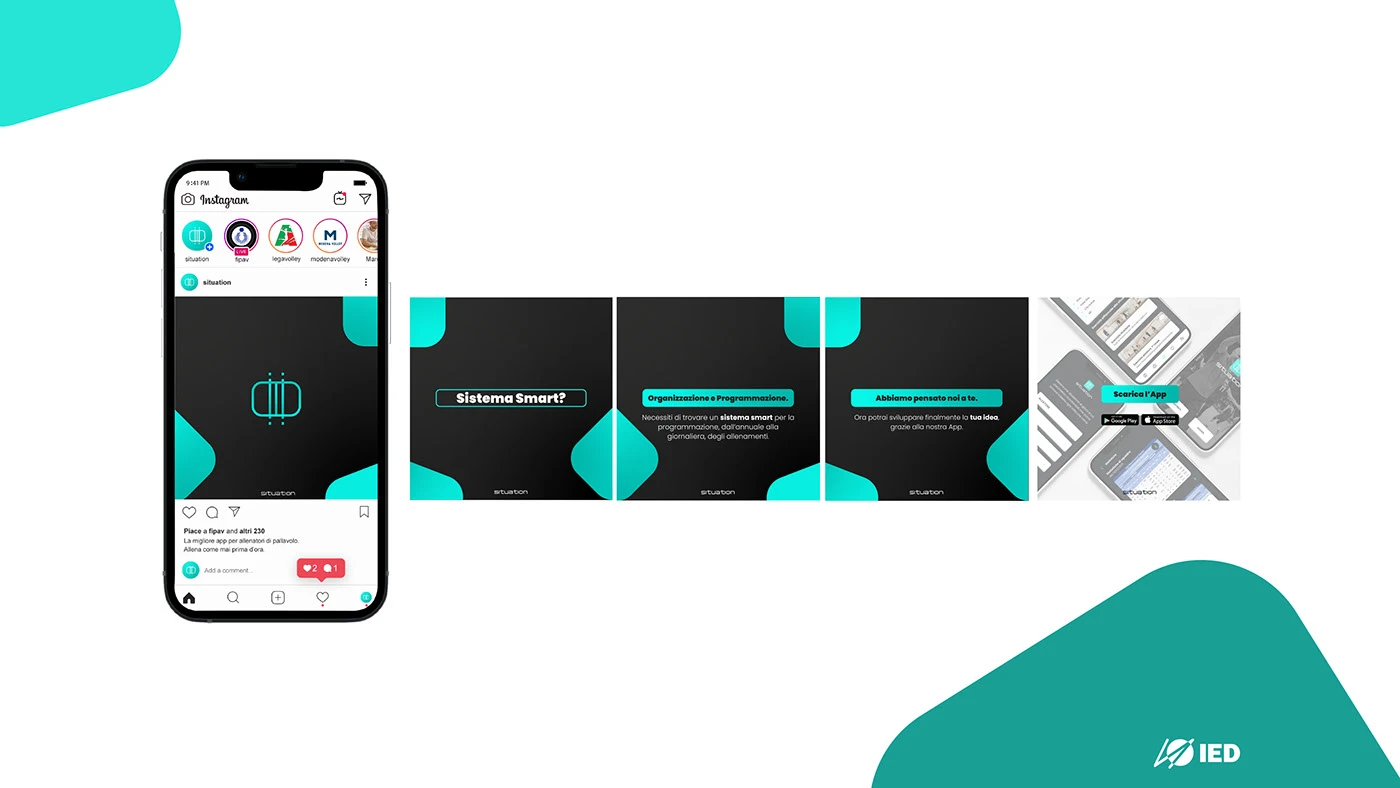 9:41 PM
Instagram
situation
LIVE
fipav
legavolley
MODENA VOLLEY
modenavolley
Mar
situation
situation
Piace a fipav and altri 230
La migliore app per allenatori di pallavolo.
Allena come mai prima d'ora.
Add a comment...
2 1
Sistema Smart?
situation
Organizzazione e Programmazione.
Necessiti di trovare un sistema smart per la
programmazione, dall'annuale alla
giornaliera, degli allenamenti.
situation
Abbiamo pensato noi a te.
Ora potrai sviluppare finalmente la tua idea,
grazie alla nostra App.
situation
Scarica l'App
Google Play
App Store
situation
IED